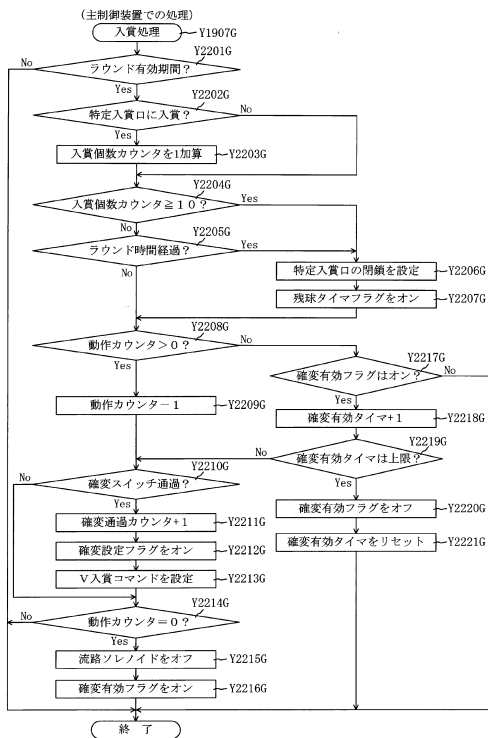 (主制御装置での処理)
入賞処理
Y1907G
ラウンド有効期間?
Y2201G
No
Yes
特定入賞口に入賞?
Y2202G
No
Yes
入賞個数カウンタを1加算
Y2203G
入賞個数カウンタ≧10?
Y2204G
Yes
No
ラウンド時間経過?
Y2205G
Yes
No
特定入賞口の閉鎖を設定
Y2206G
残球タイマフラグをオン
Y2207G
動作カウンタ>0?
Y2208G
No
Yes
動作カウンター1
Y2209G
確変有効フラグはオン?
Y2217G
No
Yes
確変有効タイマ+1
Y2218G
確変有効タイマは上限?
Y2219G
No
Yes
確変有効フラグをオフ
Y2220G
確変有効タイマをリセット
Y2221G
確変スイッチ通過?
Y2210G
No
Yes
確変通過カウンタ+1
Y2211G
確変設定フラグをオン
Y2212G
V入賞コマンドを設定
Y2213G
動作カウンタ=0?
Y2214G
No
Yes
流路ソレノイドをオフ
Y2215G
確変有効フラグをオン
Y2216G
終了